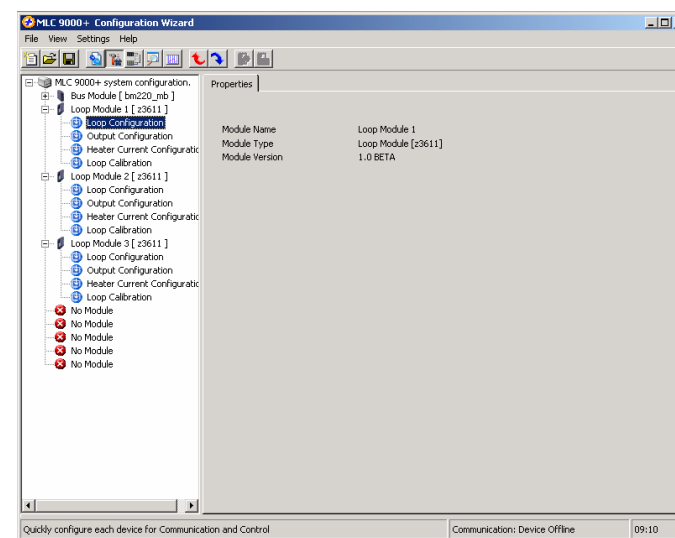 MLC 9000+ Configuration Wizard
File View Settings Help
MLC 9000+ system configuration.
Bus Module [ bm220_mb ]
Loop Module 1 [ z3611 ]
Loop Configuration
Output Configuration
Heater Current Configuratic
Loop Calibration
Loop Module 2 [ z3611 ]
Loop Configuration
Output Configuration
Heater Current Configuratic
Loop Calibration
Loop Module 3 [ z3611 ]
Loop Configuration
Output Configuration
Heater Current Configuratic
Loop Calibration
No Module
No Module
No Module
No Module
No Module
Properties
Module Name Loop Module 1
Module Type Loop Module [z3611]
Module Version 1.0 BETA
Quickly configure each device for Communication and Control Communication: Device Offline 09:10